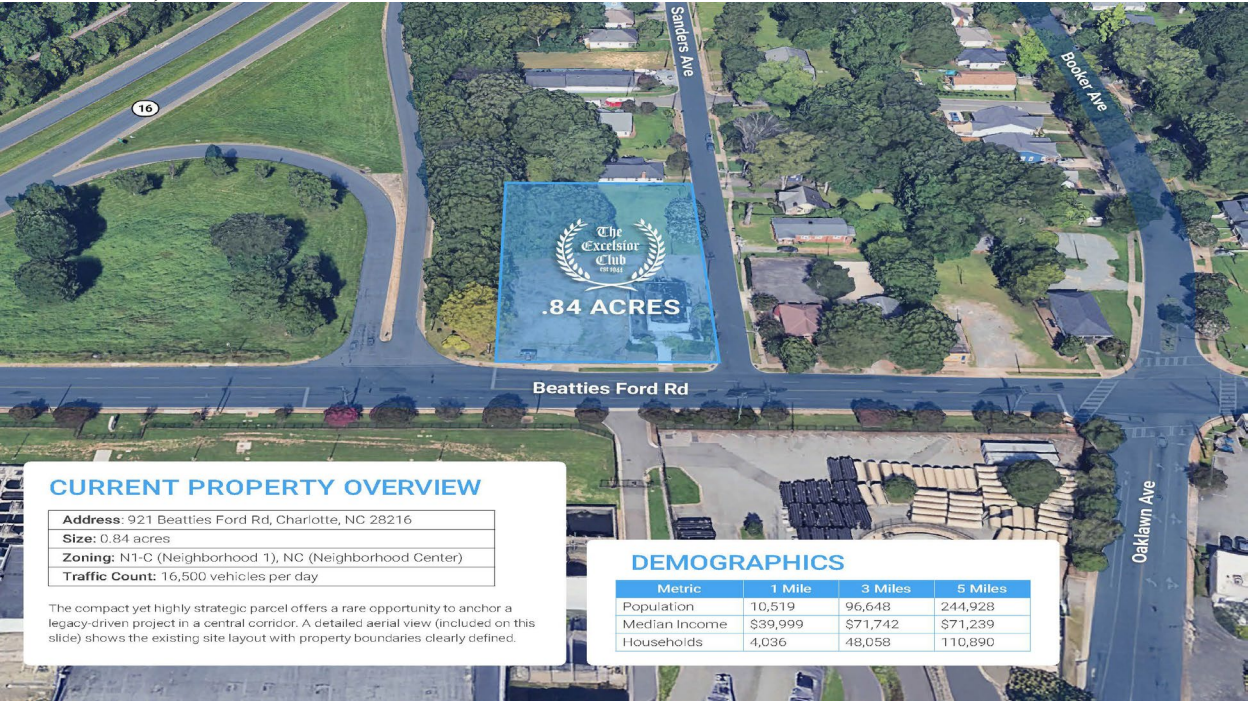 Sanders Ave
Booker Ave
16
The
Excelsior
Club
EST 1944
.84 ACRES
Beatties Ford Rd
Oaklawn Ave
CURRENT PROPERTY OVERVIEW
Address: 921 Beatties Ford Rd, Charlotte, NC 28216
Size: 0.84 acres
Zoning: N1-C (Neighborhood 1), NC (Neighborhood Center)
Traffic Count: 16,500 vehicles per day
The compact yet highly strategic parcel offers a rare opportunity to anchor a
legacy-driven project in a central corridor. A detailed aerial view (included on this
slide) shows the existing site layout with property boundaries clearly defined.
DEMOGRAPHICS
Metric 1 Mile 3 Miles 5 Miles
Population 10,519 96,648 244,928
Median Income $39,999 $71,742 $71,239
Households 4,036 48,058 110,890